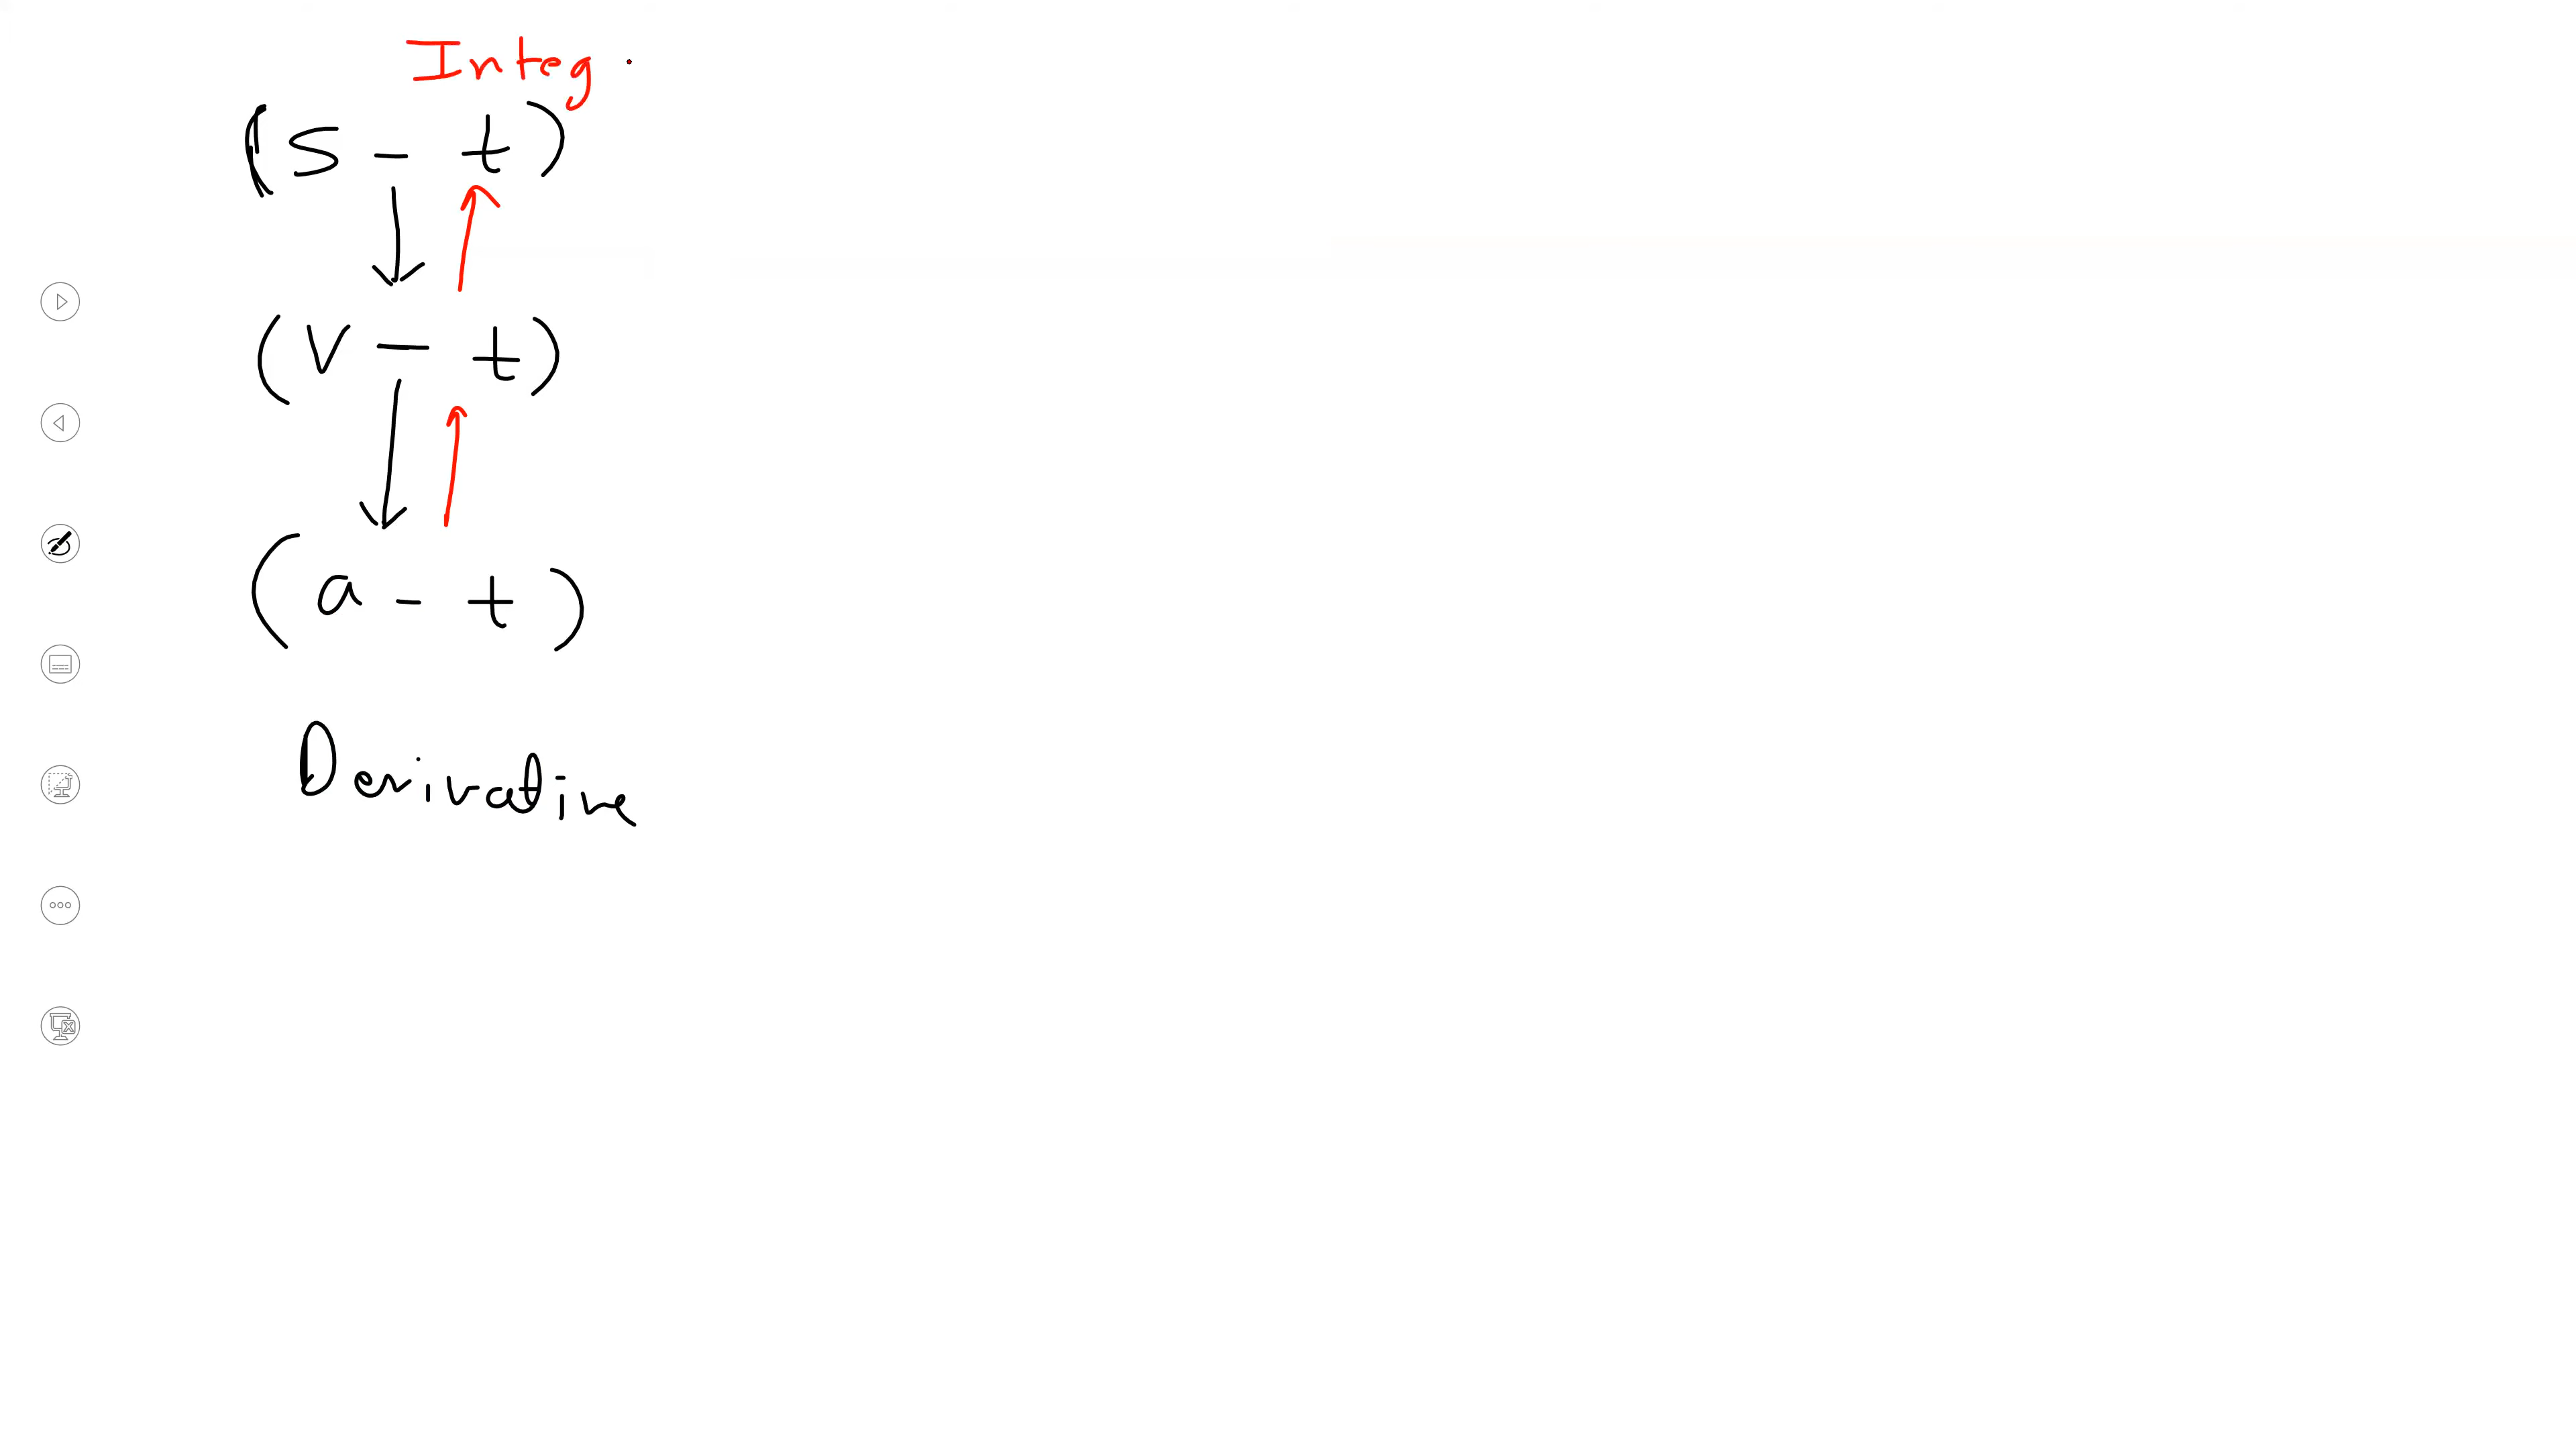 Integ
(S - t)
(V - t)
(a - t)
Derivative